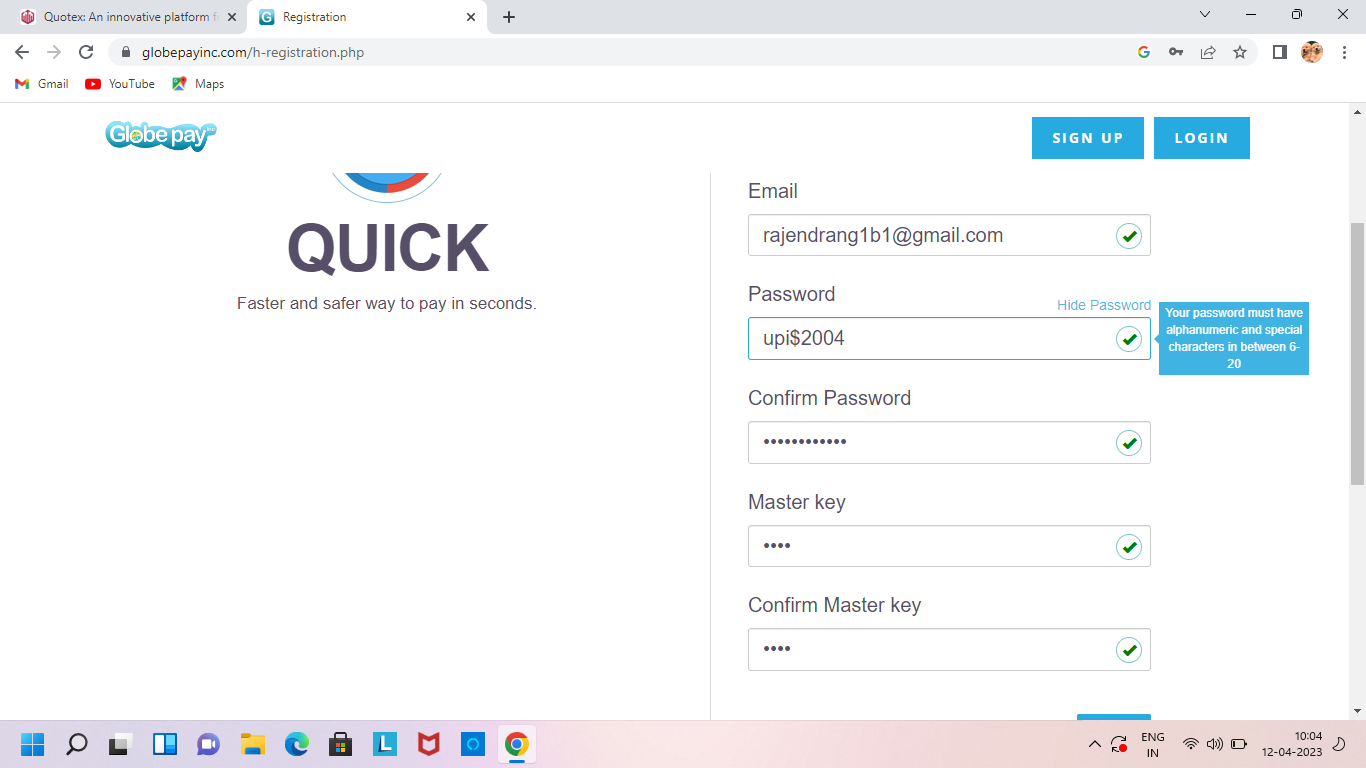 Quotex: An innovative platform f
Registration
globepayinc.com/h-registration.php
Gmail
YouTube
Maps
Globe pay
SIGN UP
LOGIN
QUICK
Faster and safer way to pay in seconds.
Email
rajendrang1b1@gmail.com
Password
Hide Password
upi$2004
Your password must have
alphanumeric and special
characters in between 6-
20
Confirm Password
••••••••••••
Master key
••••
Confirm Master key
••••
ENG
IN
10:04
12-04-2023